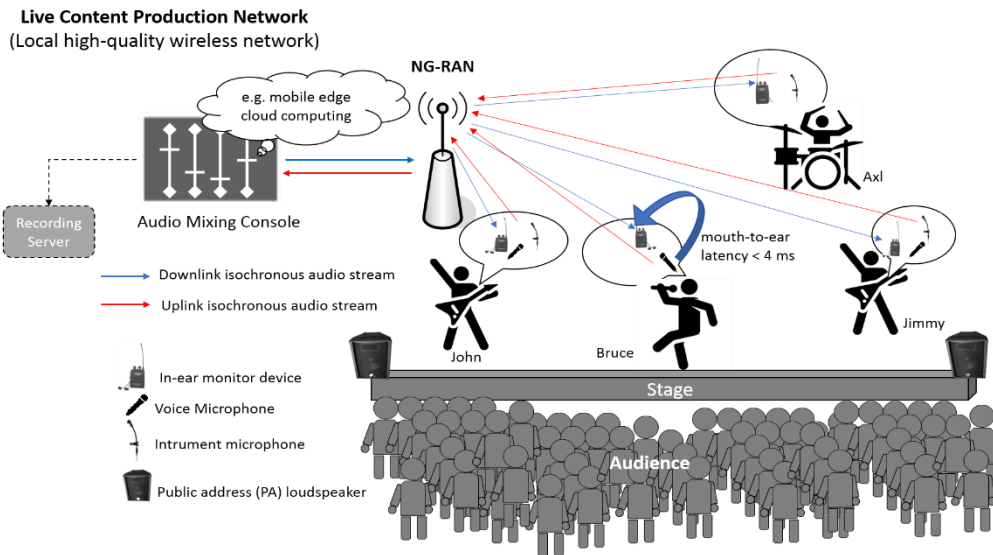 Live Content Production Network
(Local high-quality wireless network)
NG-RAN
e.g. mobile edge
cloud computing
Axl
Audio Mixing Console
Recording
Server
mouth-to-ear
latency < 4 ms
Downlink isochronous audio stream
Uplink isochronous audio stream
John
Bruce
Jimmy
In-ear monitor device
Stage
Voice Microphone
Intrument microphone
Audience
Public address (PA) loudspeaker